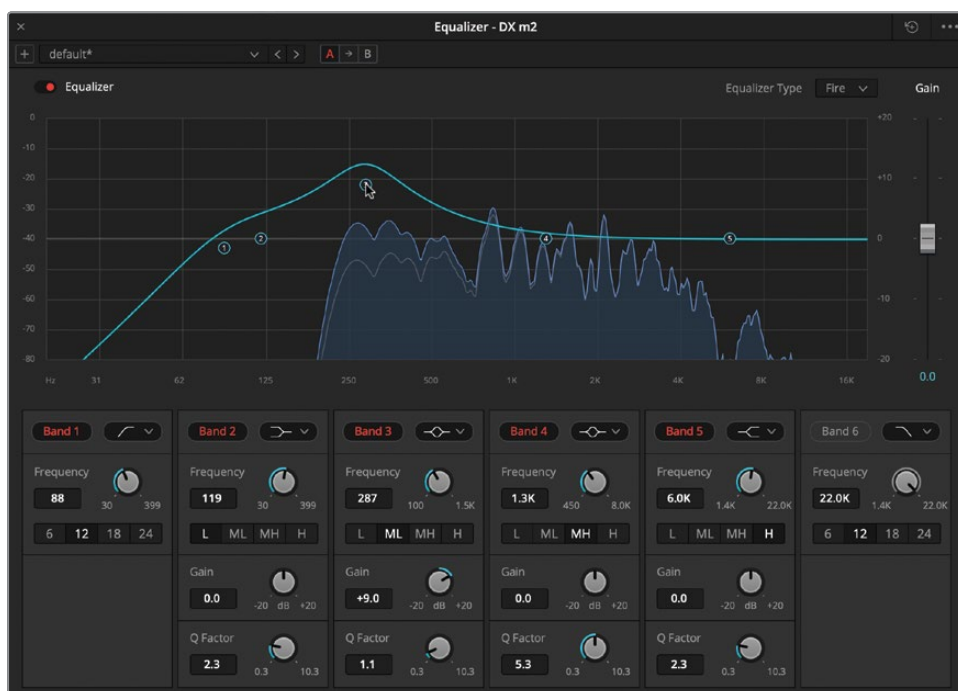 Equalizer - DX m2
default*
A B
Equalizer
Equalizer Type Fire Gain
0 +20
-10
-20 +10
-30
1 2 4 5
-40 0
-50
-60 -10
-70
-80 -20
Hz 31 62 125 250 500 1K 2K 4K 8K 16K 0.0
Band 1 Band 2 Band 3 Band 4 Band 5 Band 6
Frequency Frequency Frequency Frequency Frequency Frequency
88 119 287 1.3K 6.0K 22.0K
30 399 30 399 100 1.5K 450 8.0K 1.4K 22.0K 1.4K 22.0K
6 12 18 24 L ML MH H L ML MH H L ML MH H L ML MH H 6 12 18 24
Gain Gain Gain Gain
0.0 +9.0 0.0 0.0
-20 dB +20 -20 dB +20 -20 dB +20 -20 dB +20
Q Factor Q Factor Q Factor Q Factor
2.3 1.1 5.3 2.3
0.3 10.3 0.3 10.3 0.3 10.3 0.3 10.3